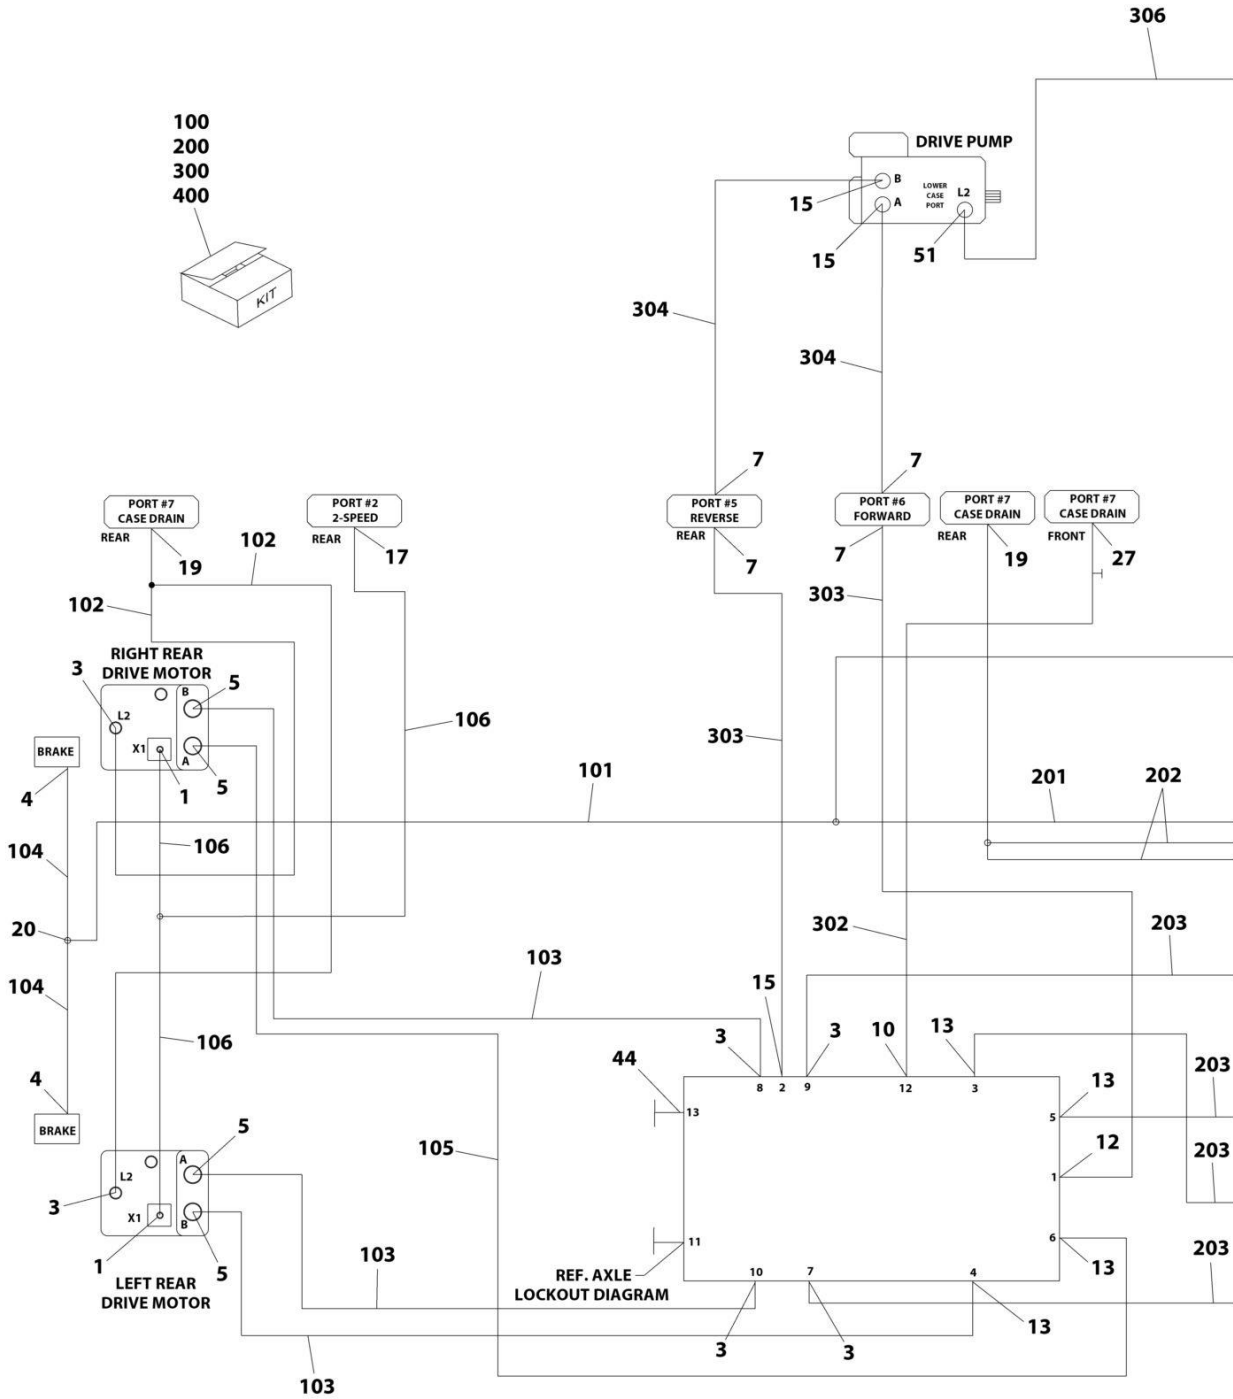 306
100
200
300
400
KIT
DRIVE PUMP
B
A
LOWER
CASE
PORT
L2
15
15
51
304
304
7
7
PORT #7
CASE DRAIN
REAR
19
PORT #2
2-SPEED
REAR
17
PORT #5
REVERSE
REAR
7
PORT #6
FORWARD
7
PORT #7
CASE DRAIN
REAR
19
PORT #7
CASE DRAIN
FRONT
27
102
102
303
303
RIGHT REAR
DRIVE MOTOR
3
B
5
L2
X1
A
5
1
BRAKE
4
106
101
201
202
104
106
20
302
203
104
103
15
3
3
10
13
106
44
8
2
9
12
3
13
5
13
203
4
BRAKE
105
12
1
203
5
A
L2
3
X1
B
1
5
LEFT REAR
DRIVE MOTOR
103
11
REF. AXLE
LOCKOUT DIAGRAM
10
7
4
6
13
203
3
3
13
103